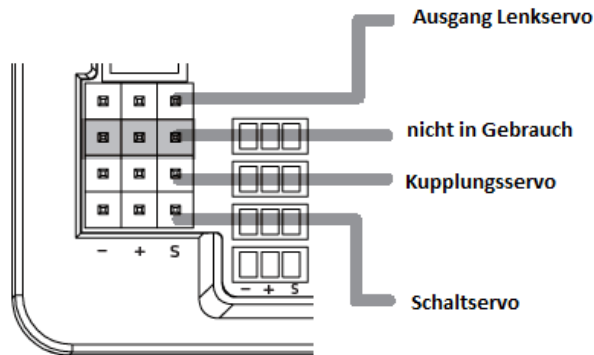 Ausgang Lenkservo
nicht in Gebrauch
Kupplungsservo
- + S
- + S
Schaltservo